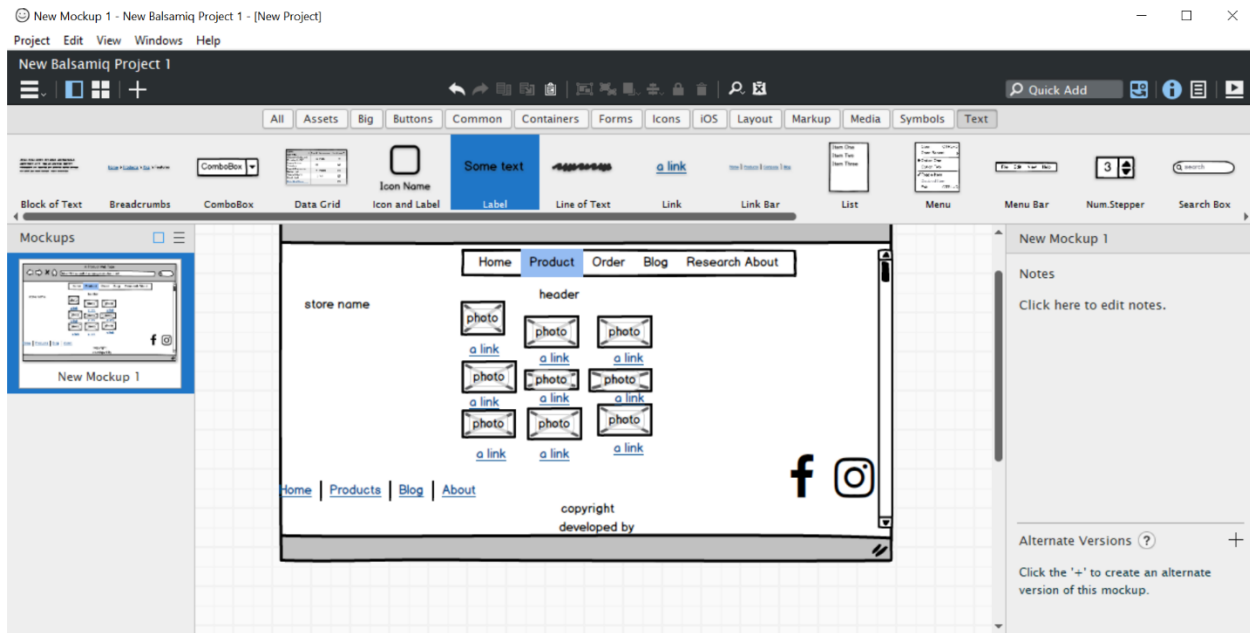 New Mockup 1 - New Balsamiq Project 1 - [New Project]
Project Edit View Windows Help
New Balsamiq Project 1
Quick Add
All Assets Big Buttons Common Containers Forms Icons iOS Layout Markup Media Symbols Text
ComboBox Some text a link 3 search
Item One
Item Two
Item Three
Icon Name
Block of Text Breadcrumbs ComboBox Data Grid Icon and Label Label Line of Text Link Link Bar List Menu Menu Bar Num.Stepper Search Box
Mockups
New Mockup 1
Home Product Order Blog Research About
store name
header
photo
photo photo
a link
a link a link
photo photo photo
a link a link a link
photo photo photo
a link a link a link
Home Products Blog About
copyright
developed by
New Mockup 1
Notes
Click here to edit notes.
Alternate Versions ?
Click the '+' to create an alternate
version of this mockup.